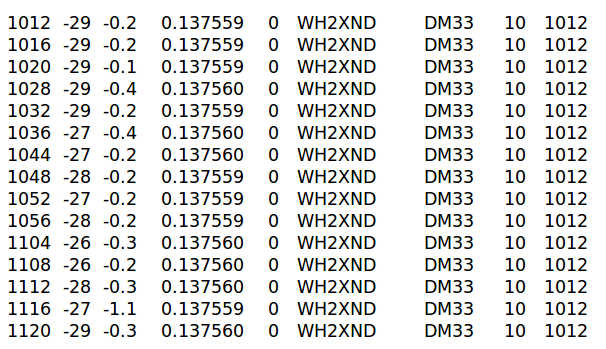 1012 -29 -0.2 0.137559 0 WH2XND DM33 10 1012
1016 -29 -0.2 0.137559 0 WH2XND DM33 10 1012
1020 -29 -0.1 0.137559 0 WH2XND DM33 10 1012
1028 -29 -0.4 0.137560 0 WH2XND DM33 10 1012
1032 -29 -0.2 0.137559 0 WH2XND DM33 10 1012
1036 -27 -0.4 0.137560 0 WH2XND DM33 10 1012
1044 -27 -0.2 0.137560 0 WH2XND DM33 10 1012
1048 -28 -0.2 0.137559 0 WH2XND DM33 10 1012
1052 -27 -0.2 0.137559 0 WH2XND DM33 10 1012
1056 -28 -0.2 0.137559 0 WH2XND DM33 10 1012
1104 -26 -0.3 0.137560 0 WH2XND DM33 10 1012
1108 -26 -0.2 0.137560 0 WH2XND DM33 10 1012
1112 -28 -0.3 0.137560 0 WH2XND DM33 10 1012
1116 -27 -1.1 0.137559 0 WH2XND DM33 10 1012
1120 -29 -0.3 0.137560 0 WH2XND DM33 10 1012